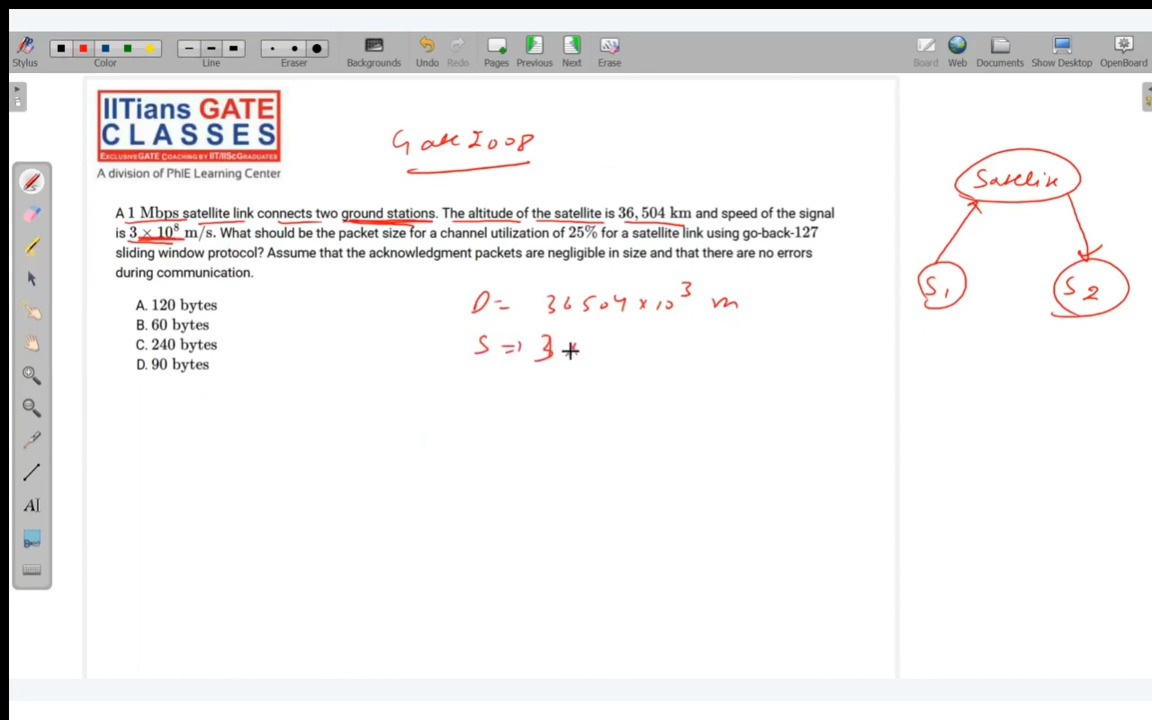 Stylus
Color
Line
Eraser
Backgrounds
Undo
Redo
Pages
Previous
Next
Erase
Board
Web
Documents
Show Desktop
OpenBoard
IITians GATE
CLASSES
EXCLUSIVE GATE COACHING BY IIT/IISc GRADUATES
A division of PhIE Learning Center
Gate 2008
Satellite
S1
S2
A 1 Mbps satellite link connects two ground stations. The altitude of the satellite is 36, 504 km and speed of the signal
is 3 × 10⁸ m/s. What should be the packet size for a channel utilization of 25% for a satellite link using go-back-127
sliding window protocol? Assume that the acknowledgment packets are negligible in size and that there are no errors
during communication.
A. 120 bytes
B. 60 bytes
C. 240 bytes
D. 90 bytes
D = 36504 × 10³ m
S => 3
AI